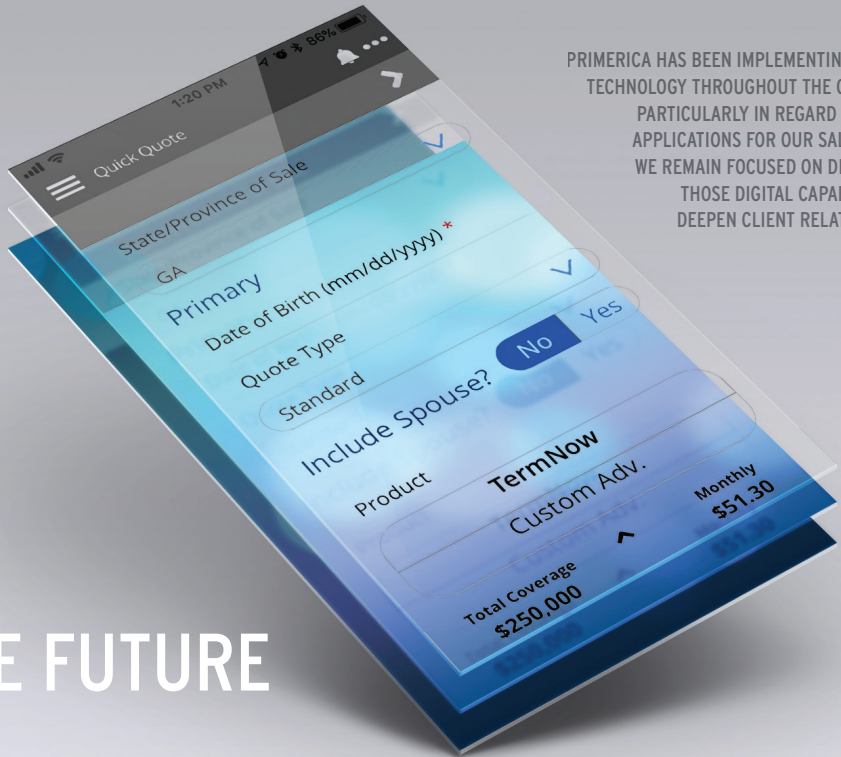 PRIMERICA HAS BEEN IMPLEMENTIN
TECHNOLOGY THROUGHOUT THE
PARTICULARLY IN REGARD
APPLICATIONS FOR OUR
WE REMAIN FOCUSED ON
THOSE DIGITAL
DEEPEN CLIENT
1:20 PM
86%
Quick Quote
State/Province of Sale
GA
Primary
Date of Birth (mm/dd/yyyy) *
Quote Type
Standard
Include Spouse? No Yes
Product
TermNow
Custom Adv.
Total Coverage
$250,000
Monthly
$51.30
E FUTURE